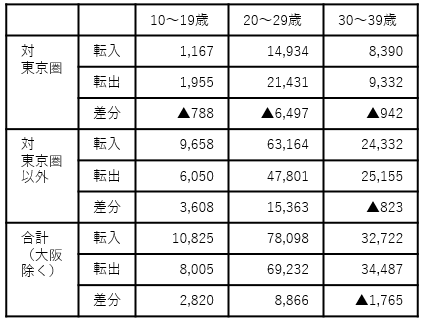 10～19歳 20～29歳 30～39歳
対東京圏 転入 1,167 14,934 8,390
転出 1,955 21,431 9,332
差分 ▲788 ▲6,497 ▲942
対東京圏以外 転入 9,658 63,164 24,332
転出 6,050 47,801 25,155
差分 3,608 15,363 ▲823
合計（大阪除く） 転入 10,825 78,098 32,722
転出 8,005 69,232 34,487
差分 2,820 8,866 ▲1,765